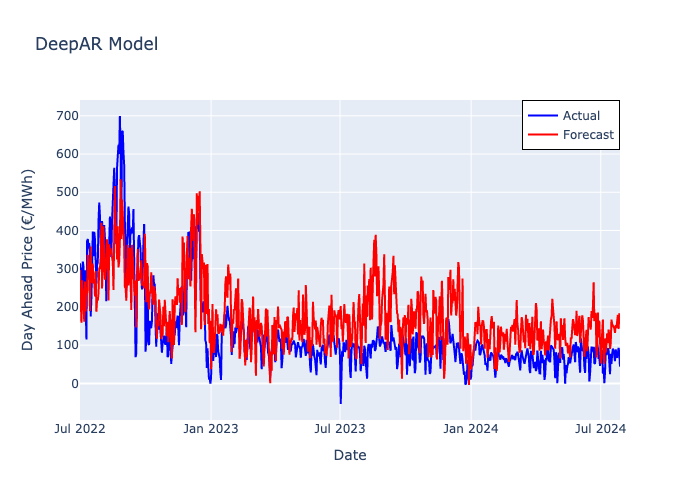 DeepAR Model
Actual
Forecast
700
600
500
400
300
200
100
0
Day Ahead Price (€/MWh)
Jul 2022
Jan 2023
Jul 2023
Jan 2024
Jul 2024
Date